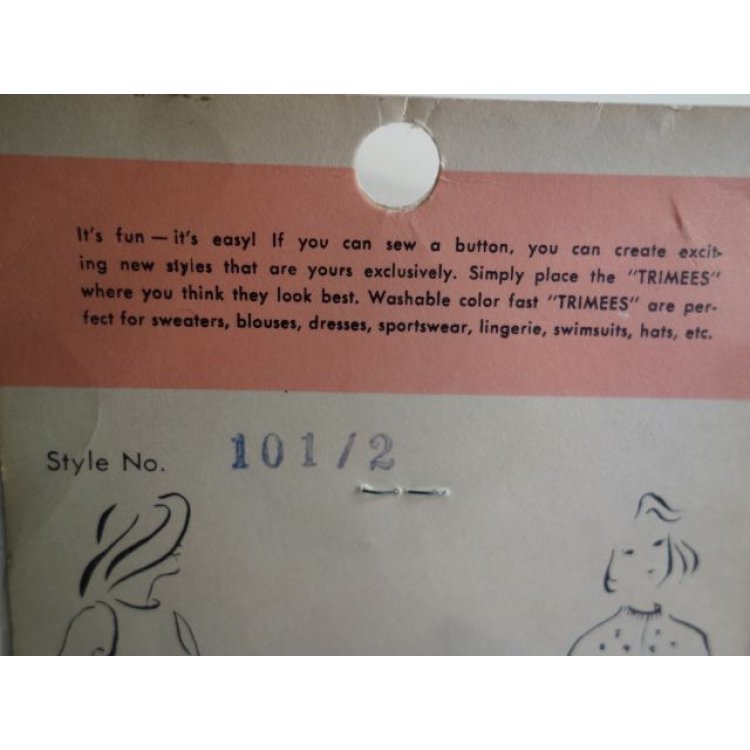 It's fun — it's easy! If you can sew a button, you can create excit-
ing new styles that are yours exclusively. Simply place the "TRIMEES"
where you think they look best. Washable color fast "TRIMEES" are per-
fect for sweaters, blouses, dresses, sportswear, lingerie, swimsuits, hats, etc.
Style No. 101/2